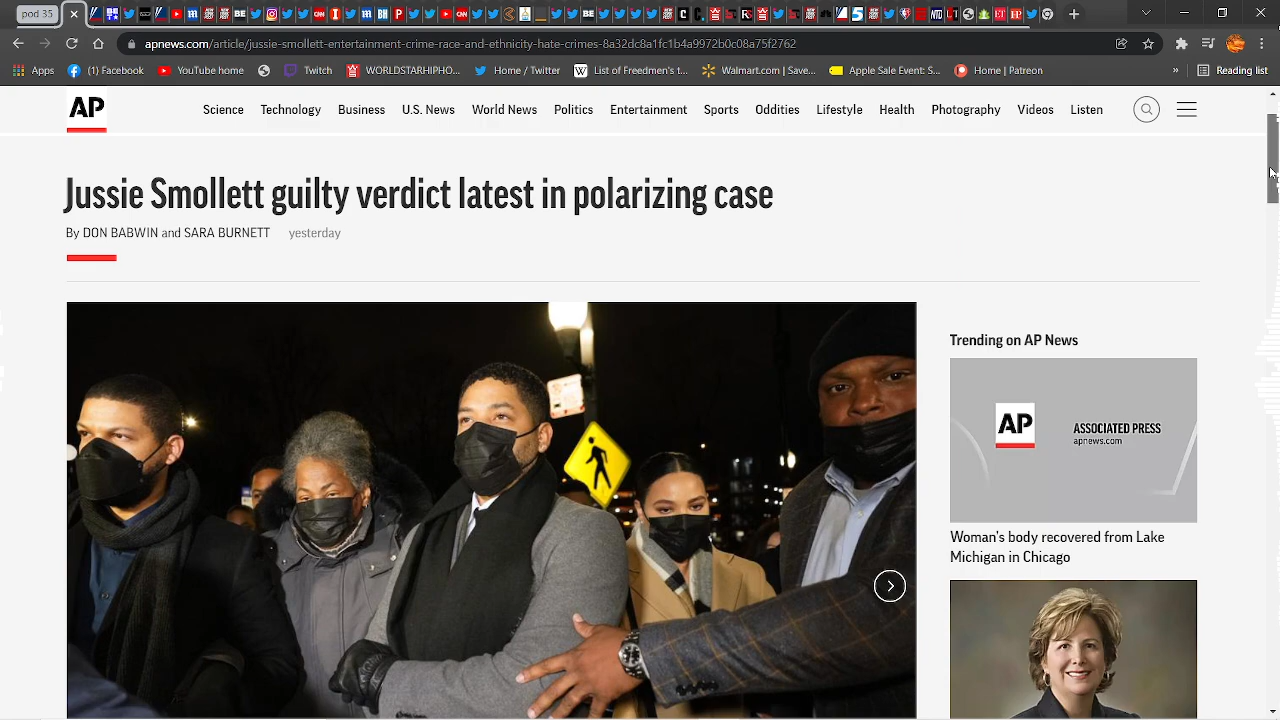 pod 35
apnews.com/article/jussie-smollett-entertainment-crime-race-and-ethnicity-hate-crimes-8a32dc8a1fc1b4a9972b0c08a75f2762
Apps (D1) Facebook YouTube home Twitch WORLDSTARHIPHO... Home / Twitter List of Freedmen's t... Walmart.com | Sav... Apple Sale Event S... Patreon » Reading list
AP Science Technology Business U.S. News World News Politics Entertainment Sports Oddities Lifestyle Health Photography Videos Listen
Jussie Smollett guilty verdict latest in polarizing case
By DON BABWIN and SARA BURNETT yesterday
Trending on AP News
AP ASSOCIATED PRESS
apnews.com
Woman's body recovered from Lake
Michigan in Chicago